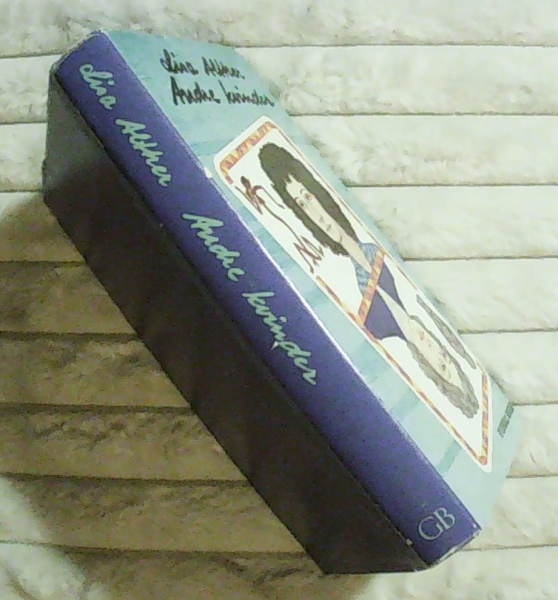 Lisa Alther
Andre kvinder
Lisa Alther Andre kvinder
GB